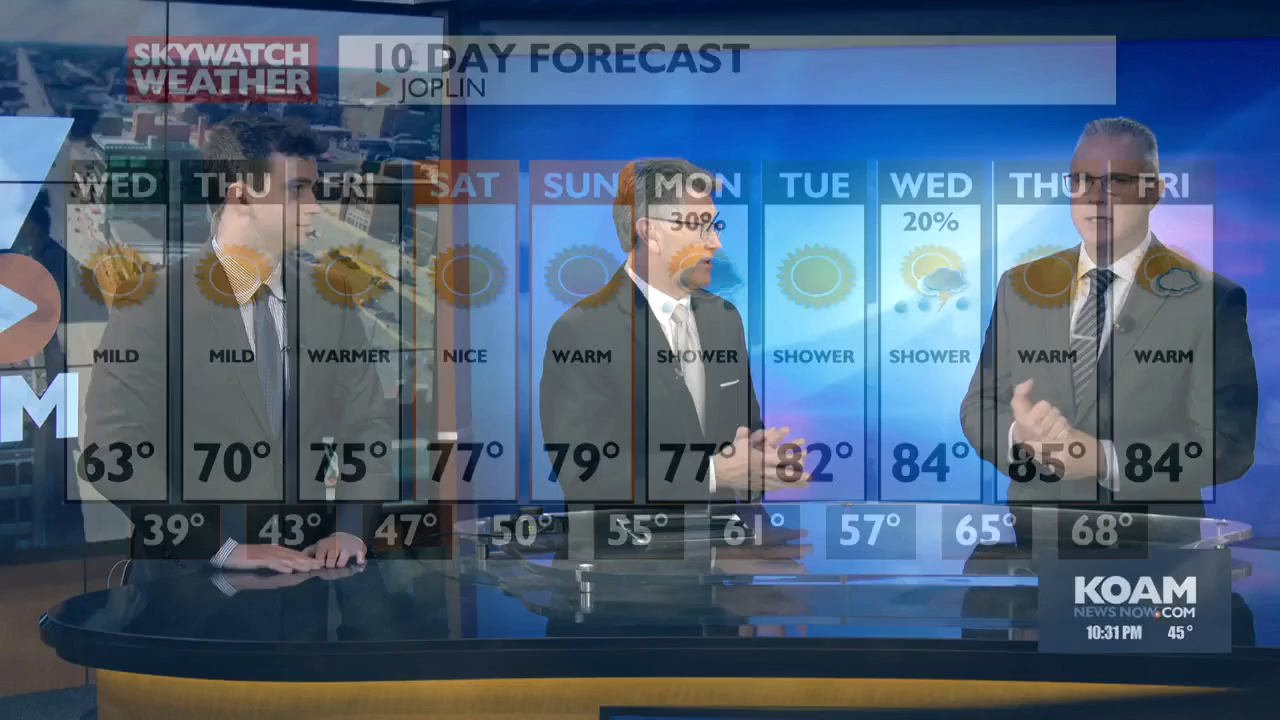 SKYWATCH
WEATHER
10 DAY FORECAST
JOPLIN
WED THU FRI SAT SUN MON TUE WED THU FRI
30% 20%
MILD MILD WARMER NICE WARM SHOWER SHOWER SHOWER WARM WARM
63° 70° 75° 77° 79° 77° 82° 84° 85° 84°
39° 43° 47° 50° 55° 61° 57° 65° 68°
M
KOAM
NEWS NOW.COM
10:31 PM 45°